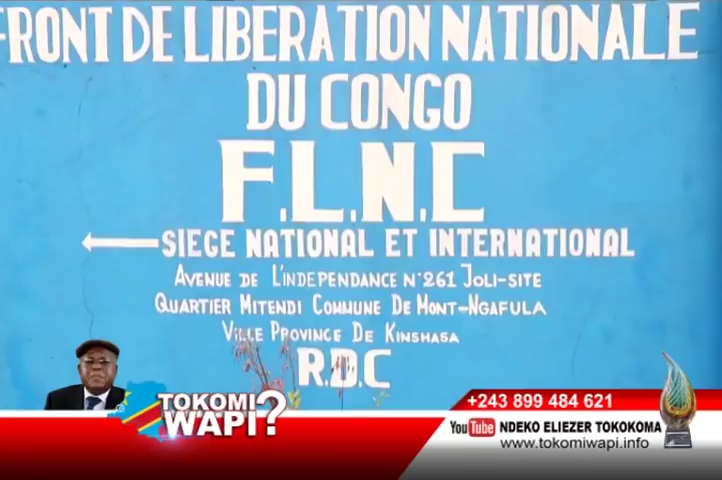 FRONT DE LIBÉRATION NATIONALE
DU CONGO
F.L.N.C
SIEGE NATIONAL ET INTERNATIONAL
AVENUE DE L'INDEPENDANCE N°261 JOLI-SITE
QUARTIER MITENDI COMMUNE DE MONT-NGAFULA
VILLE PROVINCE DE KINSHASA
R.D.C
TOKOMI
WAPI?
+243 899 484 621
YouTube NDEKO ELIEZER TOKOKOMA
www.tokomiwapi.info